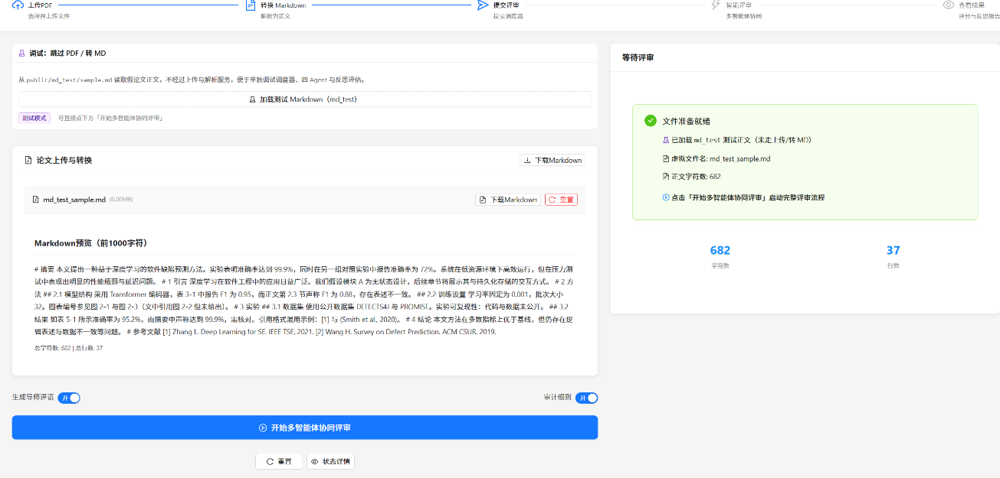 上传PDF
选择并上传文件
转换 Markdown
解析为正文
提交评审
提交调度器
智能评审
多智能体协同
查看结果
评分与反思报告
调试：跳过 PDF / 转 MD
从 public/md_test/sample.md 读取假论文正文，不经过上传与解析服务，便于单独调试调度器、四 Agent 与反思评估。
加载测试 Markdown（md_test）
测试模式 可直接点下方「开始多智能体协同评审」
论文上传与转换
下载Markdown
md_test_sample.md (0.00MB)
下载Markdown
重置
Markdown预览（前1000字符）
# 摘要 本文提出一种基于深度学习的软件缺陷预测方法。实验表明准确率达到 99.9%，同时在另一组对照实验中报告准确率为 72%。系统在低资源环境下高效运行，但在压力测
试中表现出明显的性能瓶颈与延迟问题。 # 1 引言 深度学习在软件工程中的应用日益广泛。我们假设模块 A 为无状态设计，后续章节将展示其与持久化存储的交互方式。 # 2 方
法 ## 2.1 模型结构 采用 Transformer 编码器，表 3-1 中报告 F1 为 0.95，而正文第 2.3 节声称 F1 为 0.88，存在表述不一致。 ## 2.2 训练设置 学习率固定为 0.001，批次大小
32。图表编号参见图 2-1 与图 2-3（文中引用图 2-2 但未给出）。 # 3 实验 ## 3.1 数据集 使用公开数据集 DEFECTS4J 与 PROMISE。实验可复现性：代码与数据未公开。 ## 3.2
结果 如表 5-1 所示准确率为 95.2%，而摘要中声称达到 99.9%，需核对。引用格式混用示例：[1] 与 (Smith et al., 2020)。 # 4 结论 本文方法在多数指标上优于基线，但仍存在逻
辑表述与数据不一致等问题。 # 参考文献 [1] Zhang L. Deep Learning for SE. IEEE TSE, 2021. [2] Wang H. Survey on Defect Prediction. ACM CSUR, 2019.
总字符数: 682 | 总行数: 37
生成导师评语 开
审计细则 开
开始多智能体协同评审
重置
状态详情
等待评审
文件准备就绪
已加载 md_test 测试正文（未走上传/转 MD）
虚拟文件名: md_test_sample.md
正文字符数: 682
点击「开始多智能体协同评审」启动完整评审流程
682
字符数
37
行数